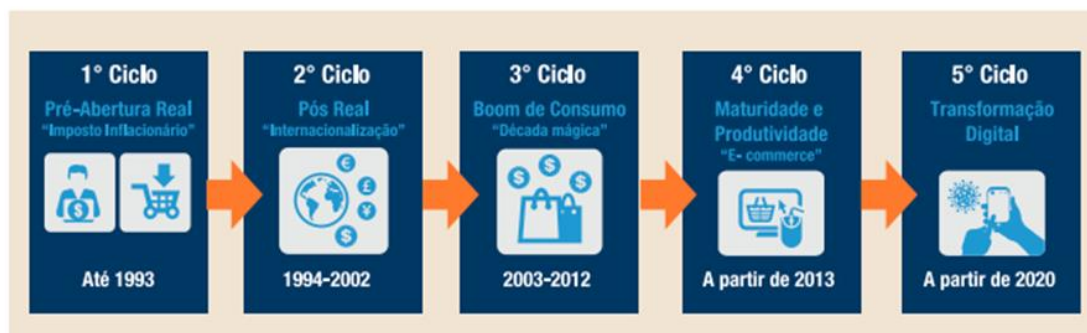 1° Ciclo
Pré-Abertura Real
“Imposto Inflacionário”
$
Até 1993
2° Ciclo
Pós Real
“Internacionalização”
€
£
¥
$
1994-2002
3° Ciclo
Boom de Consumo
“Década mágica”
$ $ $
2003-2012
4° Ciclo
Maturidade e
Produtividade
“E- commerce”
A partir de 2013
5° Ciclo
Transformação
Digital
A partir de 2020